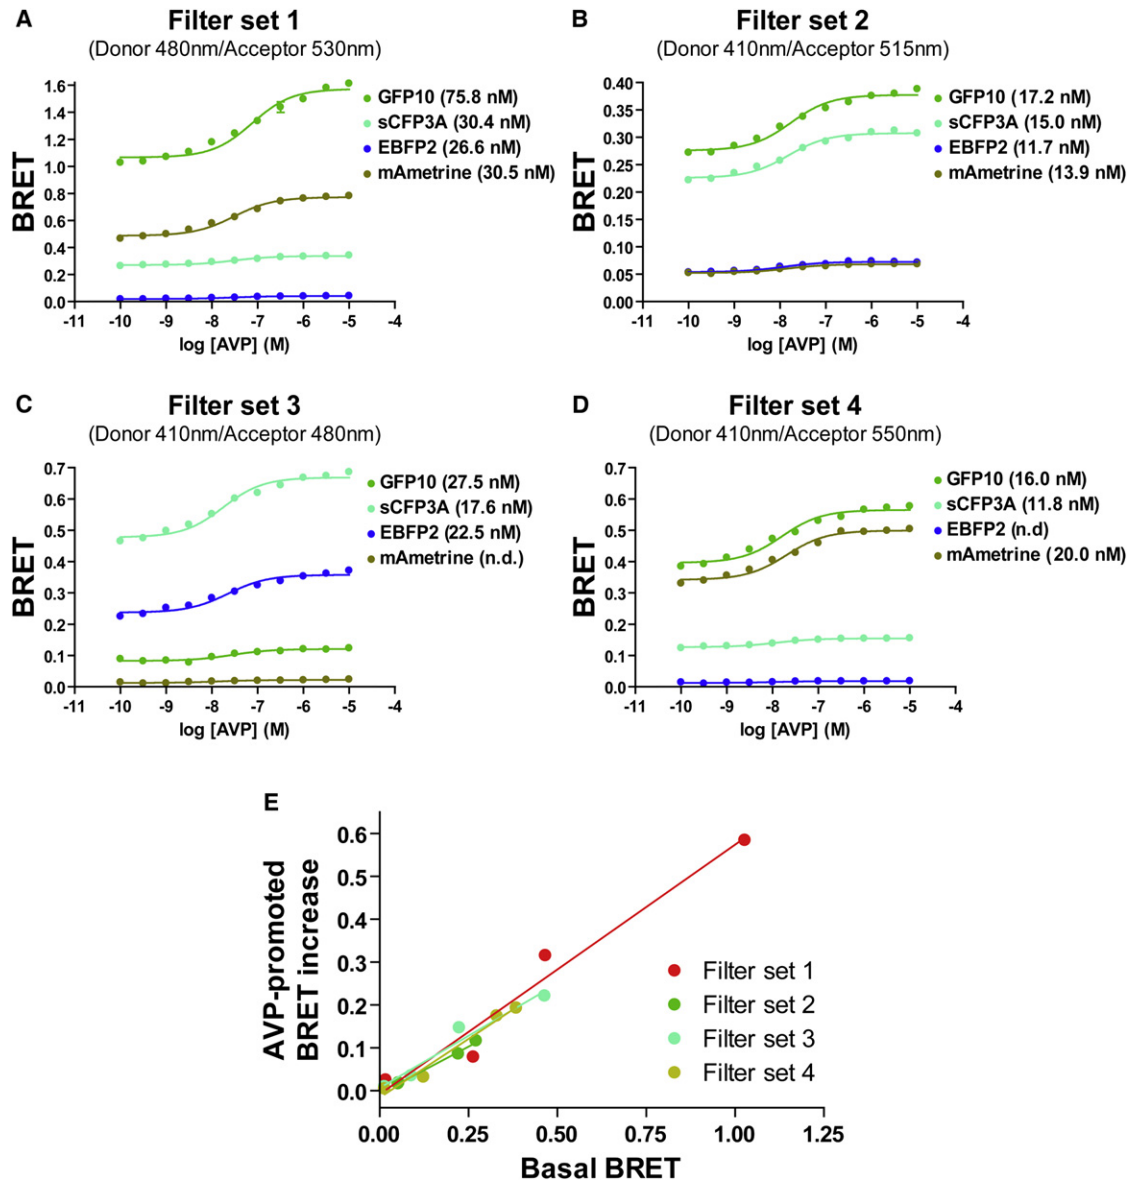 A
Filter set 1
(Donor 480nm/Acceptor 530nm)
BRET
1.6
1.4
1.2
1.0
0.8
0.6
0.4
0.2
0.0
-11 -10 -9 -8 -7 -6 -5 -4
log [AVP] (M)
GFP10 (75.8 nM)
sCFP3A (30.4 nM)
EBFP2 (26.6 nM)
mAmetrine (30.5 nM)
B
Filter set 2
(Donor 410nm/Acceptor 515nm)
BRET
0.40
0.35
0.30
0.25
0.20
0.15
0.10
0.05
0.00
-11 -10 -9 -8 -7 -6 -5 -4
log [AVP] (M)
GFP10 (17.2 nM)
sCFP3A (15.0 nM)
EBFP2 (11.7 nM)
mAmetrine (13.9 nM)
C
Filter set 3
(Donor 410nm/Acceptor 480nm)
BRET
0.7
0.6
0.5
0.4
0.3
0.2
0.1
0.0
-11 -10 -9 -8 -7 -6 -5 -4
log [AVP] (M)
GFP10 (27.5 nM)
sCFP3A (17.6 nM)
EBFP2 (22.5 nM)
mAmetrine (n.d.)
D
Filter set 4
(Donor 410nm/Acceptor 550nm)
BRET
0.7
0.6
0.5
0.4
0.3
0.2
0.1
0.0
-11 -10 -9 -8 -7 -6 -5 -4
log [AVP] (M)
GFP10 (16.0 nM)
sCFP3A (11.8 nM)
EBFP2 (n.d)
mAmetrine (20.0 nM)
E
AVP-promoted
BRET increase
0.6
0.5
0.4
0.3
0.2
0.1
0.0
0.00 0.25 0.50 0.75 1.00 1.25
Basal BRET
Filter set 1
Filter set 2
Filter set 3
Filter set 4